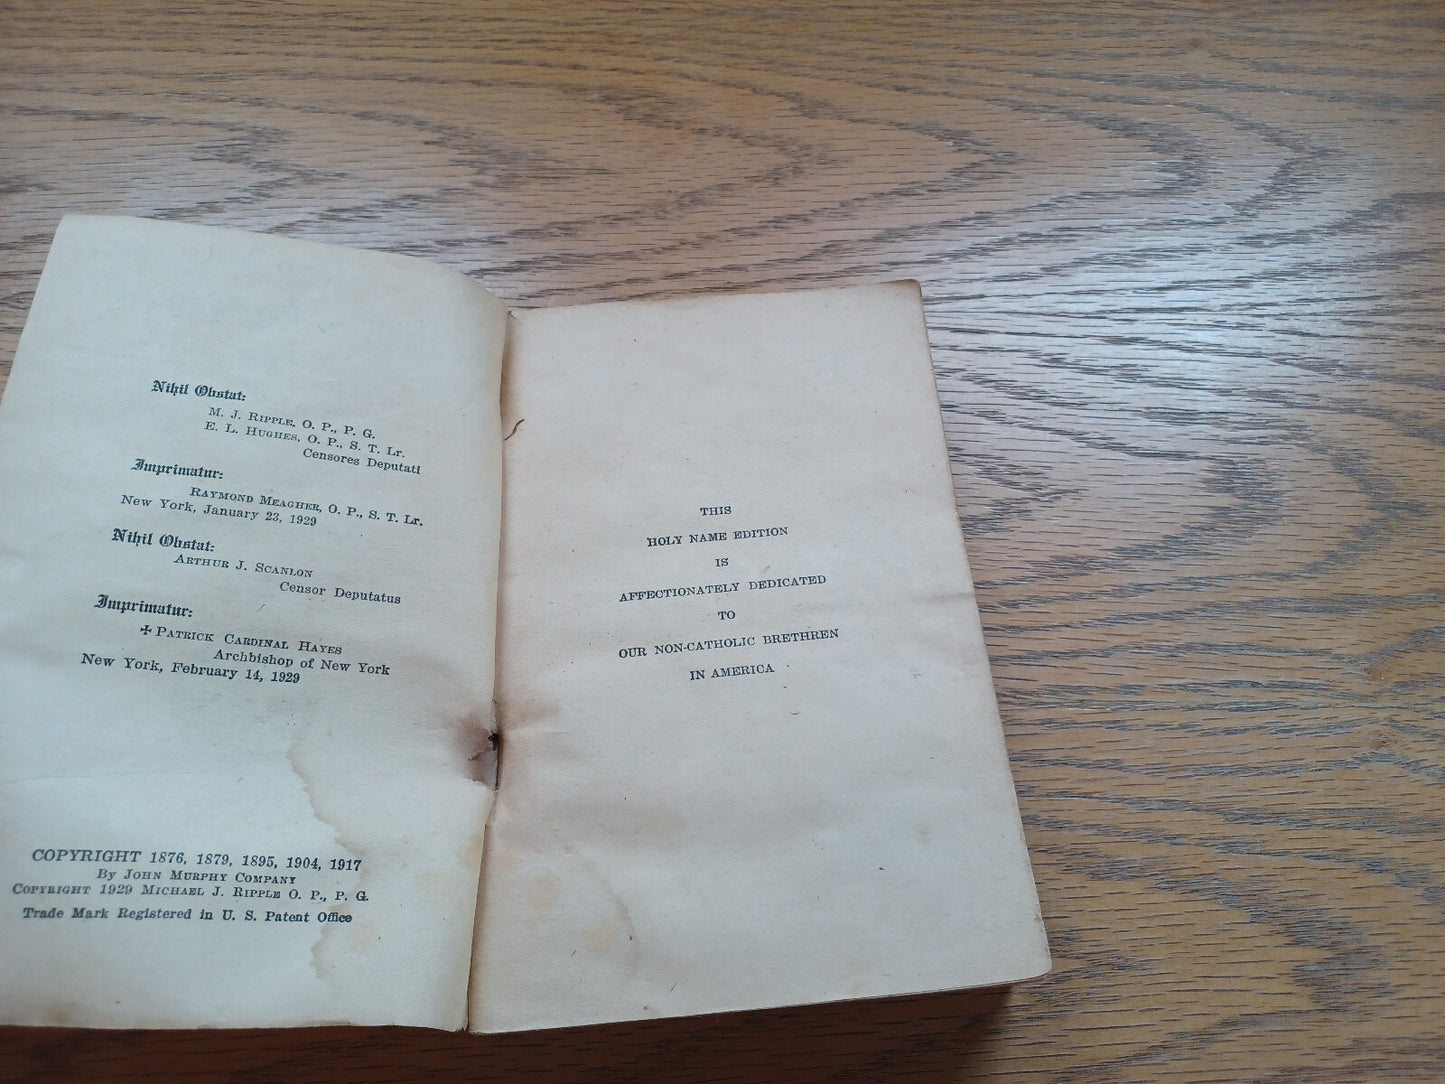 Nihil Obstat:
M. J. RIPPLE, O. P., P. G.
E. L. HUGHES, O. P., S. T. Lr.
Censores Deputati
Imprimatur:
RAYMOND MEAGHER, O. P., S. T. Lr.
New York, January 23, 1929
Nihil Obstat:
ARTHUR J. SCANLON
Censor Deputatus
Imprimatur:
✠ PATRICK CARDINAL HAYES
Archbishop of New York
New York, February 14, 1929
COPYRIGHT 1876, 1879, 1895, 1904, 1917
By JOHN MURPHY COMPANY
COPYRIGHT 1929 MICHAEL J. RIPPLE O. P., P. G.
Trade Mark Registered in U. S. Patent Office
THIS
HOLY NAME EDITION
IS
AFFECTIONATELY DEDICATED
TO
OUR NON-CATHOLIC BRETHREN
IN AMERICA